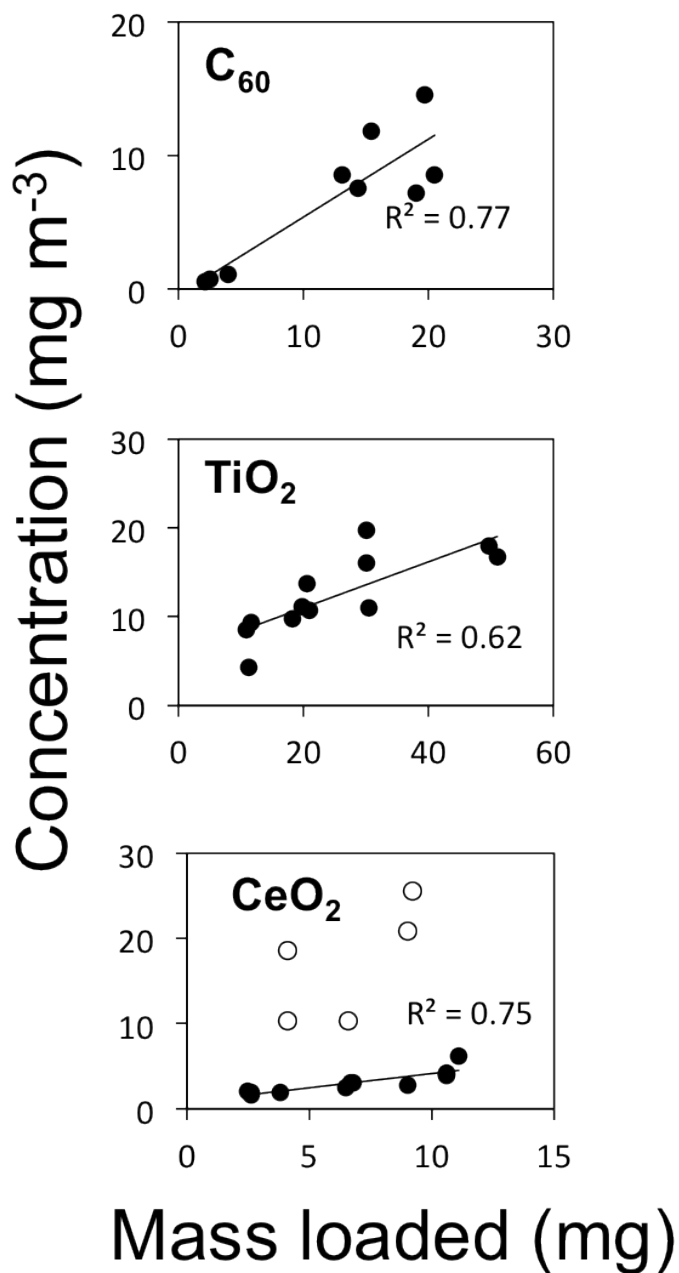 Concentration (mg m⁻³)
20
C₆₀
10
R² = 0.77
0
0 10 20 30
30
TiO₂
20
10
R² = 0.62
0
0 20 40 60
30
CeO₂
20
10
R² = 0.75
0
0 5 10 15
Mass loaded (mg)